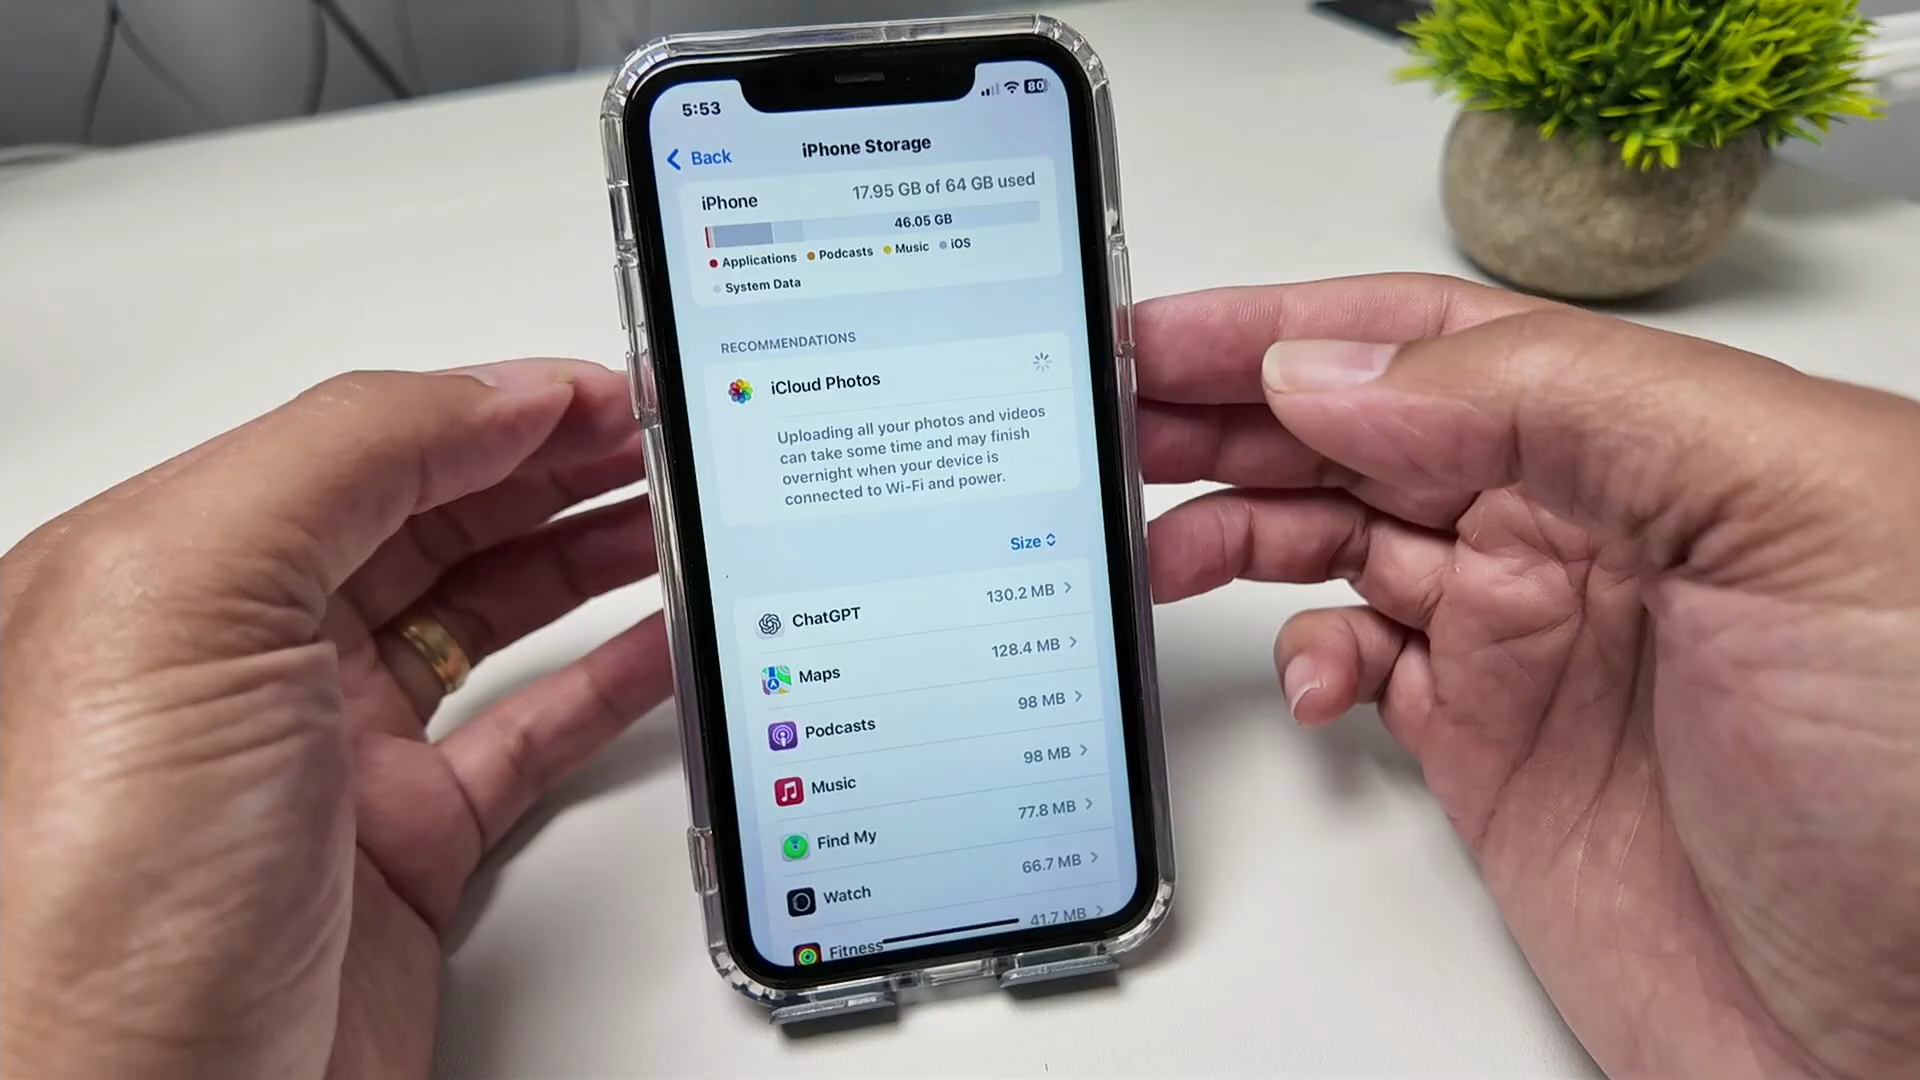 5:53
80
Back
iPhone Storage
iPhone
17.95 GB of 64 GB used
46.05 GB
Applications
Podcasts
Music
iOS
System Data
RECOMMENDATIONS
iCloud Photos
Uploading all your photos and videos
can take some time and may finish
overnight when your device is
connected to Wi-Fi and power.
Size
ChatGPT
130.2 MB
Maps
128.4 MB
Podcasts
98 MB
Music
98 MB
Find My
77.8 MB
Watch
66.7 MB
Fitness
41.7 MB